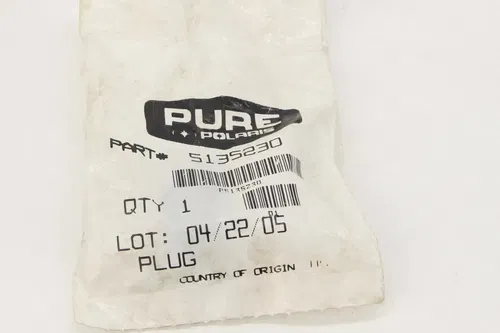 PURE
POLARIS
PART# 5135230
P5135230
QTY 1
LOT: 04/22/05
PLUG
COUNTRY OF ORIGIN